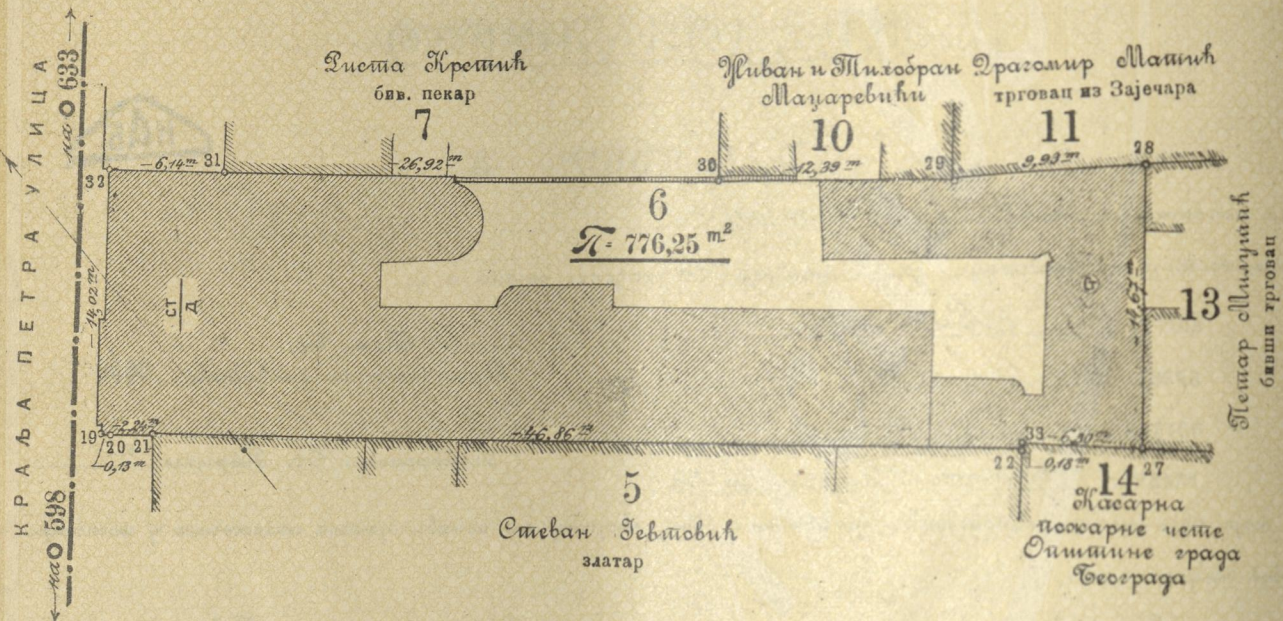 КРАЉА ПЕТРА УЛИЦА
на 633
на 598
Риста Крстић
бив. пекар
7
Живан и Тихобран
Мацаревићи
10
Драгомир Матић
трговац из Зајечара
11
6,14 m
31
26,92 m
30
12,39 m
29
9,93 m
28
32
6
П= 776,25 m²
14,02 m
СТ
Д
14,67 m
13
Петар Милушић
бивши трговац
19
20
21
0,13 m
46,86 m
33
22
0,18 m
27
5
Стеван Јевтовић
златар
14
Касарна
пожарне чете
Општине града
Београда